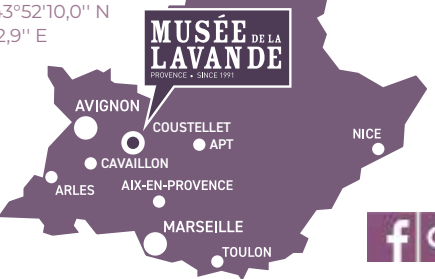 43°52'10,0'' N
2,9'' E
MUSÉE DE LA
LAVANDE
PROVENCE • SINCE 1991
AVIGNON
COUSTELLET
APT
NICE
CAVAILLON
ARLES
AIX-EN-PROVENCE
MARSEILLE
TOULON
f